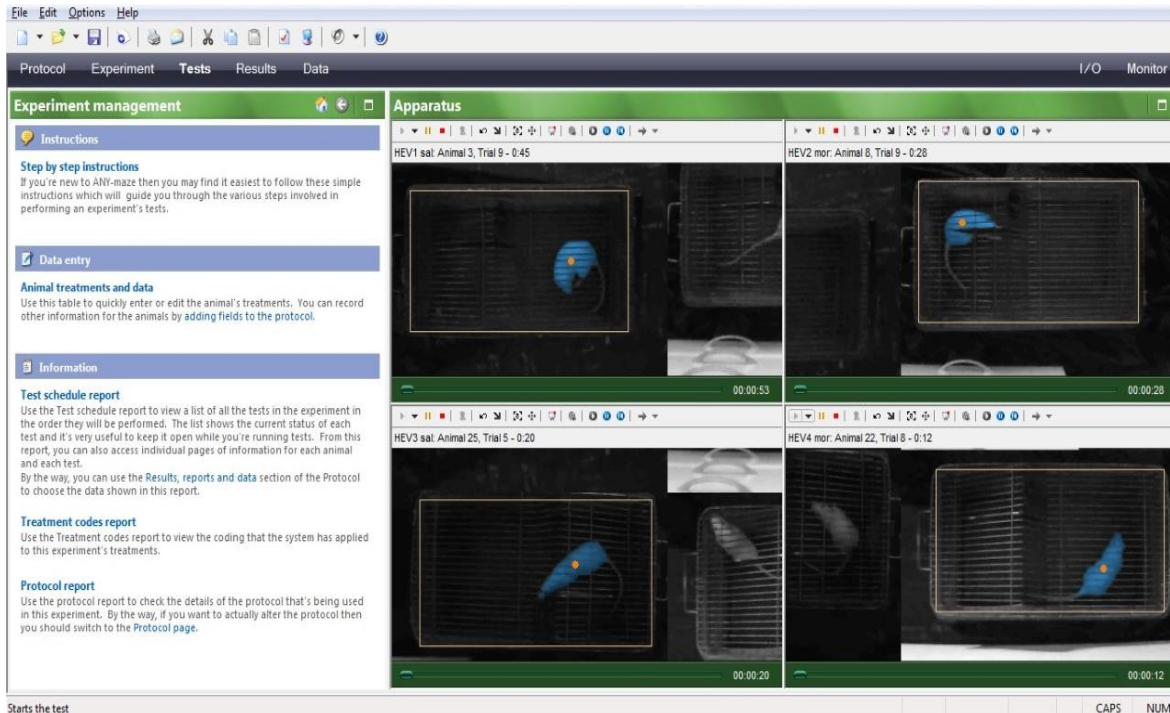 File Edit Options Help
Protocol Experiment Tests Results Data I/O Monitor
Experiment management
Instructions
Step by step instructions
If you're new to ANY-maze then you may find it easiest to follow these simple
instructions which will guide you through the various steps involved in
performing an experiment's tests.
Data entry
Animal treatments and data
Use this table to quickly enter or edit the animal's treatments. You can record
other information for the animals by adding fields to the protocol.
Information
Test schedule report
Use the Test schedule report to view a list of all the tests in the experiment in
the order they will be performed. The list shows the current status of each
test and it's very useful to keep it open while you're running tests. From this
report, you can also access individual pages of information for each animal
and each test.
By the way, you can use the Results, reports and data section of the Protocol
to choose the data shown in this report.
Treatment codes report
Use the Treatment codes report to view the coding that the system has applied
to this experiment's treatments.
Protocol report
Use the protocol report to check the details of the protocol that's being used
in this experiment. By the way, if you want to actually alter the protocol then
you should switch to the Protocol page.
Apparatus
HEV1 sal: Animal 3, Trial 9 - 0:45
00:00:53
HEV2 mor: Animal 8, Trial 9 - 0:28
00:00:28
HEV3 sal: Animal 25, Trial 5 - 0:20
00:00:20
HEV4 mor: Animal 22, Trial 8 - 0:12
00:00:12
Starts the test CAPS NUM